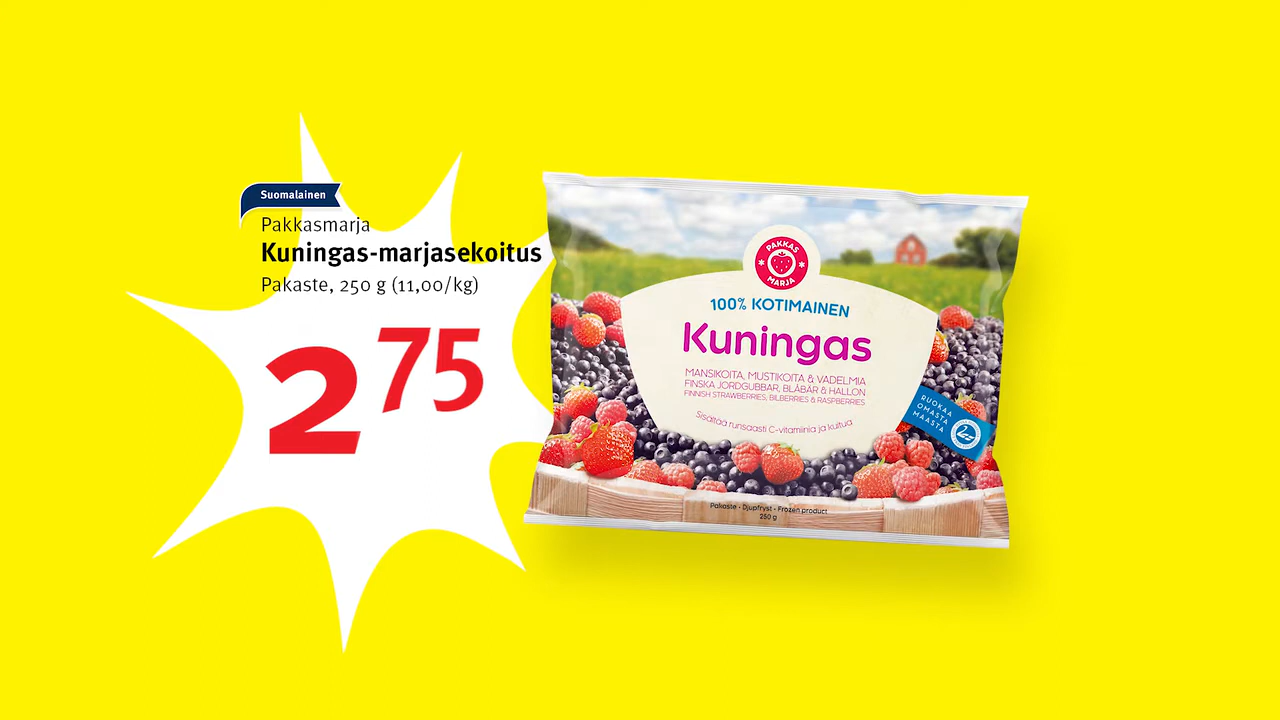 Suomalainen
Pakkasmarja
Kuningas-marjasekoitus
Pakaste, 250 g (11,00/kg)
2 75
PAKKAS
MARJA
100% KOTIMAINEN
Kuningas
MANSIKOITA, MUSTIKOITA & VADELMIA
FINSKA JORDGUBBAR, BLÅBÄR & HALLON
FINNISH STRAWBERRIES, BILBERRIES & RASPBERRIES
Sisältää runsaasti C-vitamiinia ja kuitua
RUOKAA
OMASTA
MAASTA
Pakaste • Djupfryst • Frozen product
250 g